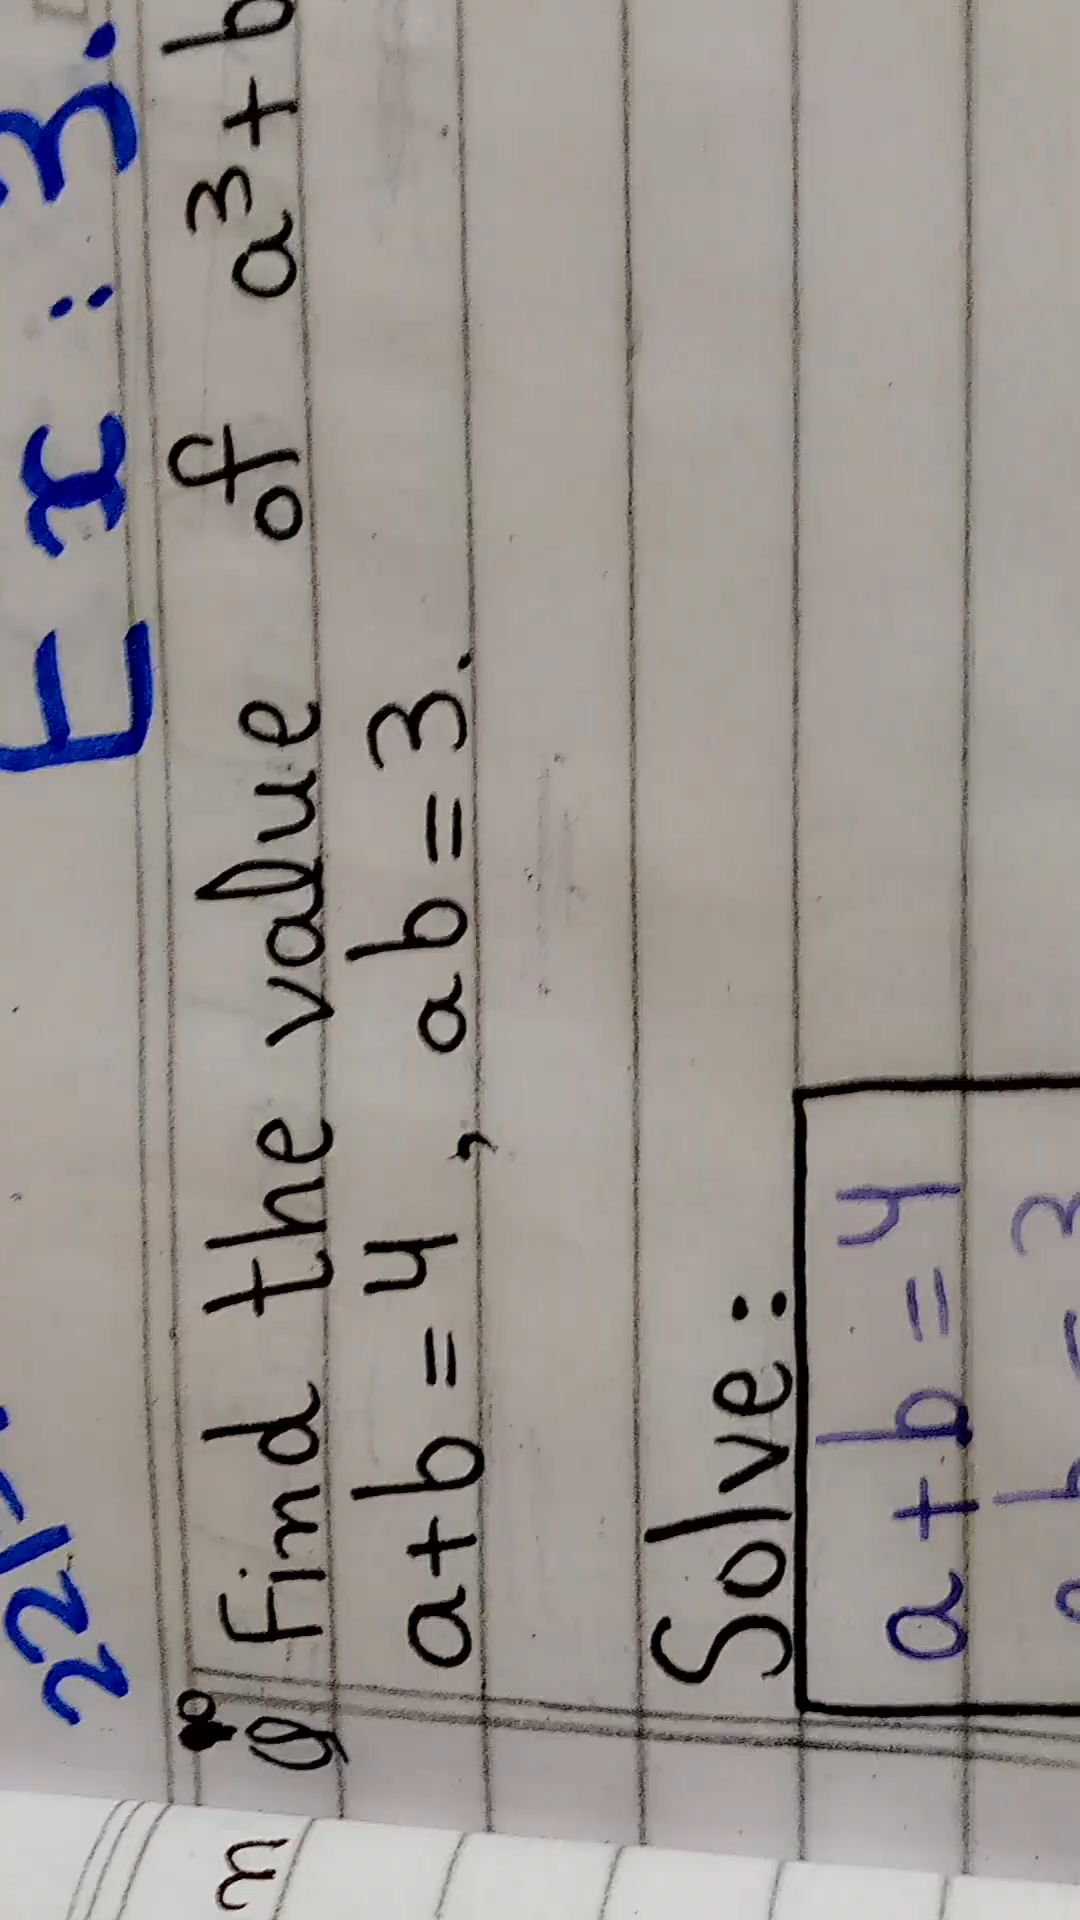 Ex: 3.
Q Find the value of a³ + b
a+b=4, ab=3.
Solve:
a+b=4